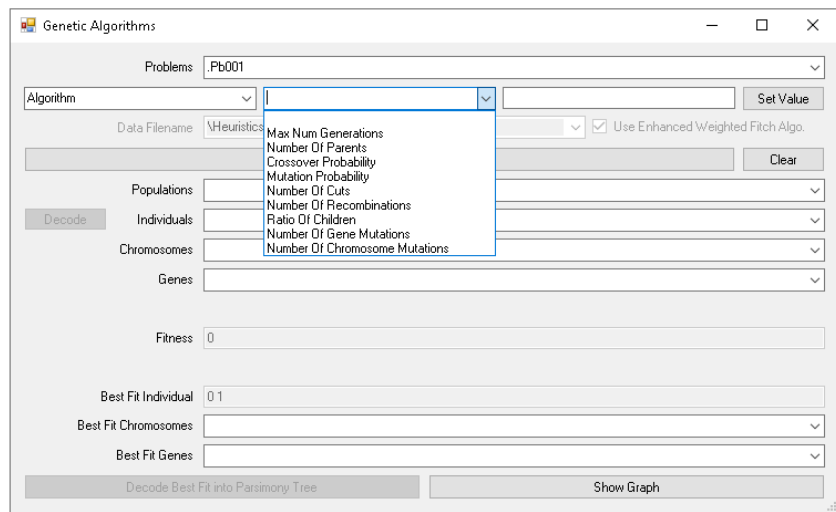 Genetic Algorithms
Problems .Pb001
Algorithm Set Value
Data Filename \Heuristics Use Enhanced Weighted Fitch Algo.
Max Num Generations
Number Of Parents
Crossover Probability
Mutation Probability
Number Of Cuts
Number Of Recombinations
Ratio Of Children
Number Of Gene Mutations
Number Of Chromosome Mutations
Clear
Populations
Decode Individuals
Chromosomes
Genes
Fitness 0
Best Fit Individual 0 1
Best Fit Chromosomes
Best Fit Genes
Decode Best Fit into Parsimony Tree Show Graph